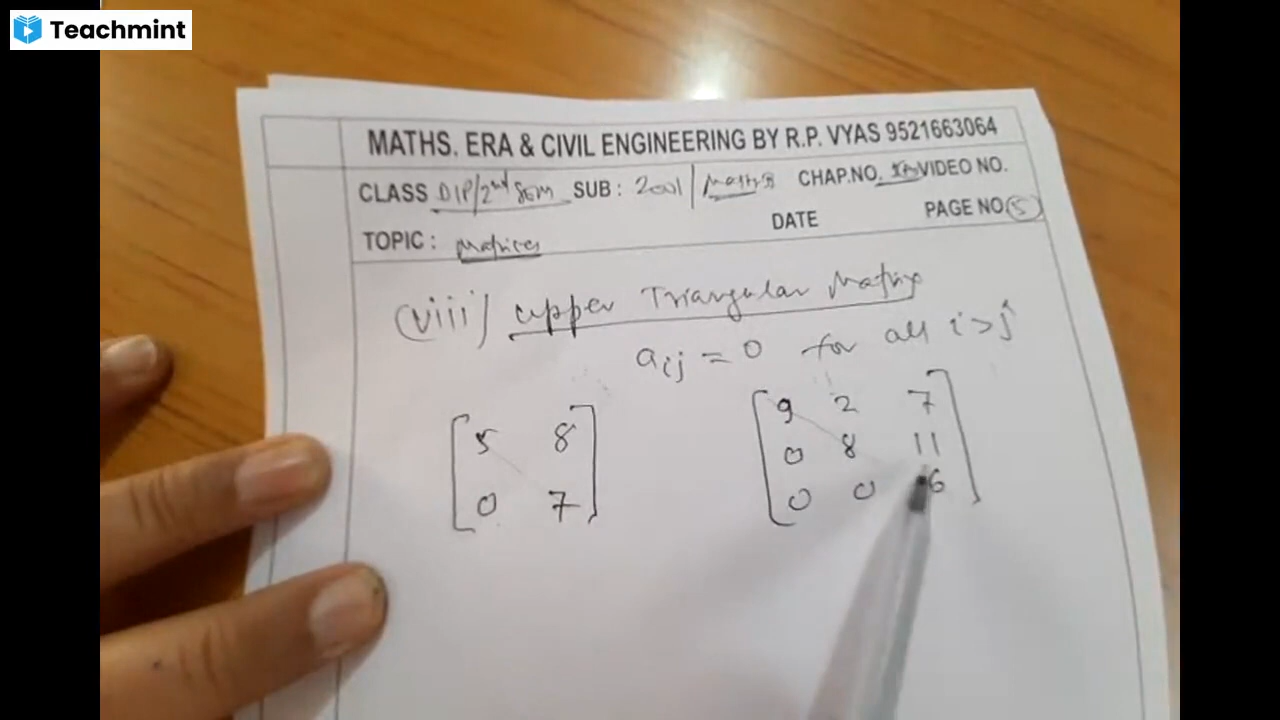 Teachmint
MATHS. ERA & CIVIL ENGINEERING BY R.P. VYAS 9521663064
CLASS DIP/2nd Sem SUB : 2001/Maths CHAP.NO. VIDEO NO.
DATE PAGE NO. 5
TOPIC : Matrices
(viii) upper Triangular Matrix
aij = 0 for all i>j
5 8
0 7
9 2 7
0 8 11
0 0 6